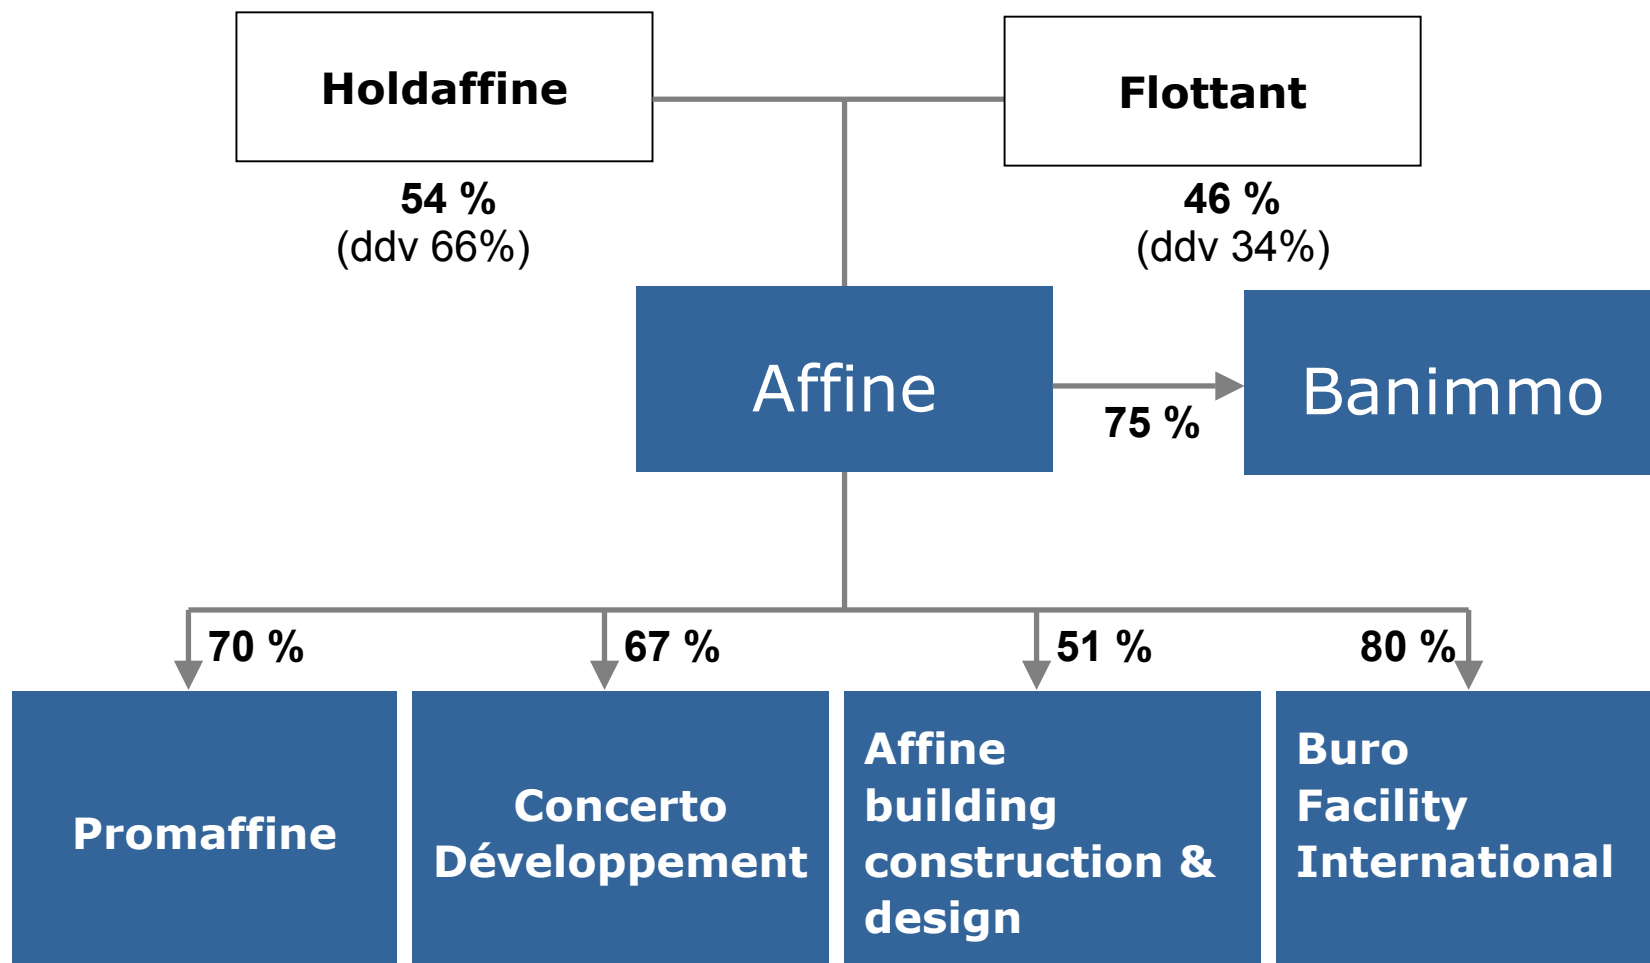 Holdaffine
Flottant
54 %
(ddv 66%)
46 %
(ddv 34%)
Affine
75 %
Banimmo
70 %
67 %
51 %
80 %
Promaffine
Concerto
Développement
Affine
building
construction &
design
Buro
Facility
International